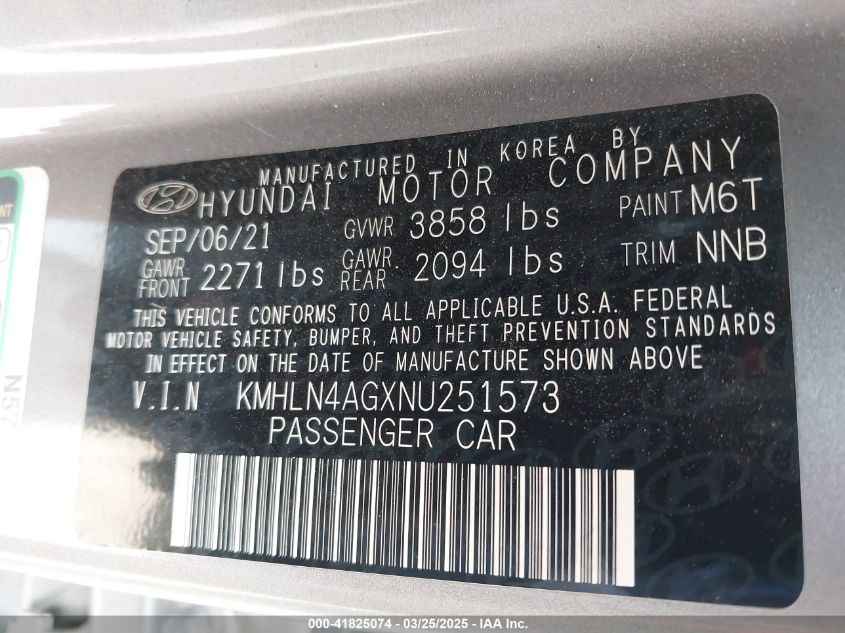 MANUFACTURED IN KOREA BY
HYUNDAI MOTOR COMPANY
SEP/06/21 GVWR 3858 lbs PAINT M6T
GAWR FRONT 2271 lbs GAWR REAR 2094 lbs TRIM NNB
THIS VEHICLE CONFORMS TO ALL APPLICABLE U.S.A. FEDERAL
MOTOR VEHICLE SAFETY, BUMPER, AND THEFT PREVENTION STANDARDS
IN EFFECT ON THE DATE OF MANUFACTURE SHOWN ABOVE
V.I.N KMHLN4AGXNU251573
PASSENGER CAR
000-41825074 - 03/25/2025 - IAA Inc.